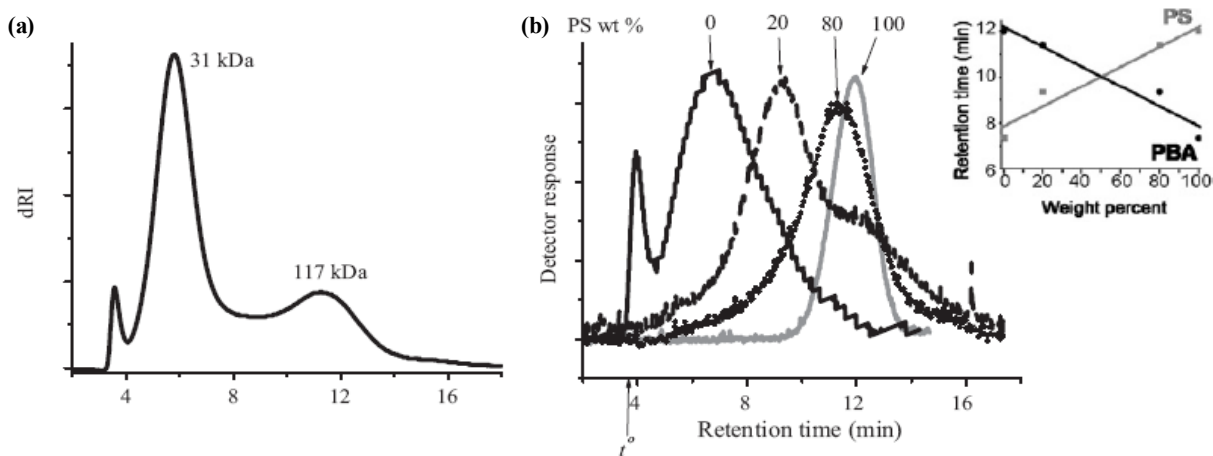 (a)
31 kDa
117 kDa
dRI
4 8 12 16
(b)
PS wt % 0 20 80 100
Detector response
4 8 12 16
Retention time (min)
t°
PS
12
10
8
6
Retention time (min)
PBA
0 20 40 60 80 100
Weight percent